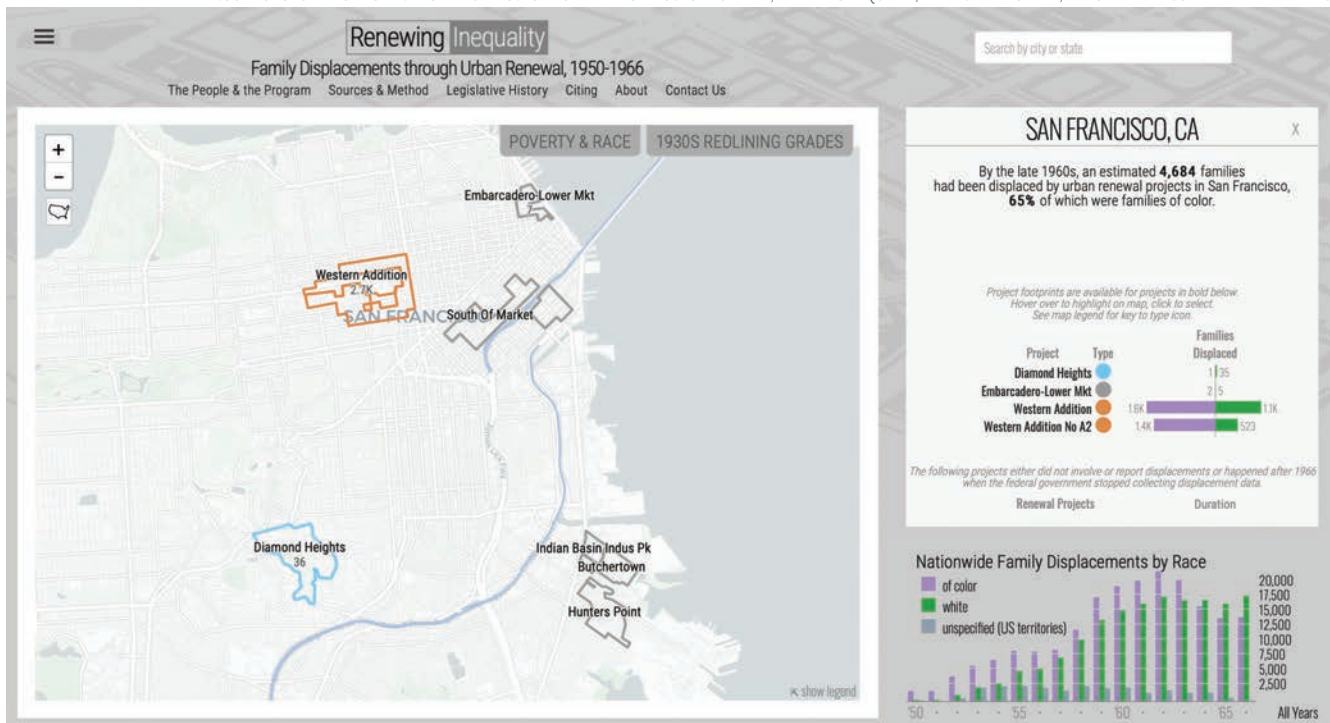 Renewing Inequality
Search by city or state
Family Displacements through Urban Renewal, 1950-1966
The People & the Program Sources & Method Legislative History Citing About Contact Us
+
−
POVERTY & RACE
1930S REDLINING GRADES
Embarcadero-Lower Mkt
Western Addition
2.7K
SAN FRANCISCO
South Of Market
Diamond Heights
36
Indian Basin Indus Pk
Butchertown
Hunters Point
show legend
SAN FRANCISCO, CA X
By the late 1960s, an estimated 4,684 families
had been displaced by urban renewal projects in San Francisco,
65% of which were families of color.
Project footprints are available for projects in bold below.
Hover over to highlight on map, click to select.
See map legend for key to type icon.
Families
Project Type Displaced
Diamond Heights 1 35
Embarcadero-Lower Mkt 2 5
Western Addition 1.6K 1.1K
Western Addition No A2 1.4K 523
The following projects either did not involve or report displacements or happened after 1966
when the federal government stopped collecting displacement data.
Renewal Projects Duration
Nationwide Family Displacements by Race
of color
white
unspecified (US territories)
20,000
17,500
15,000
12,500
10,000
7,500
5,000
2,500
'50 '55 '60 '65 All Years